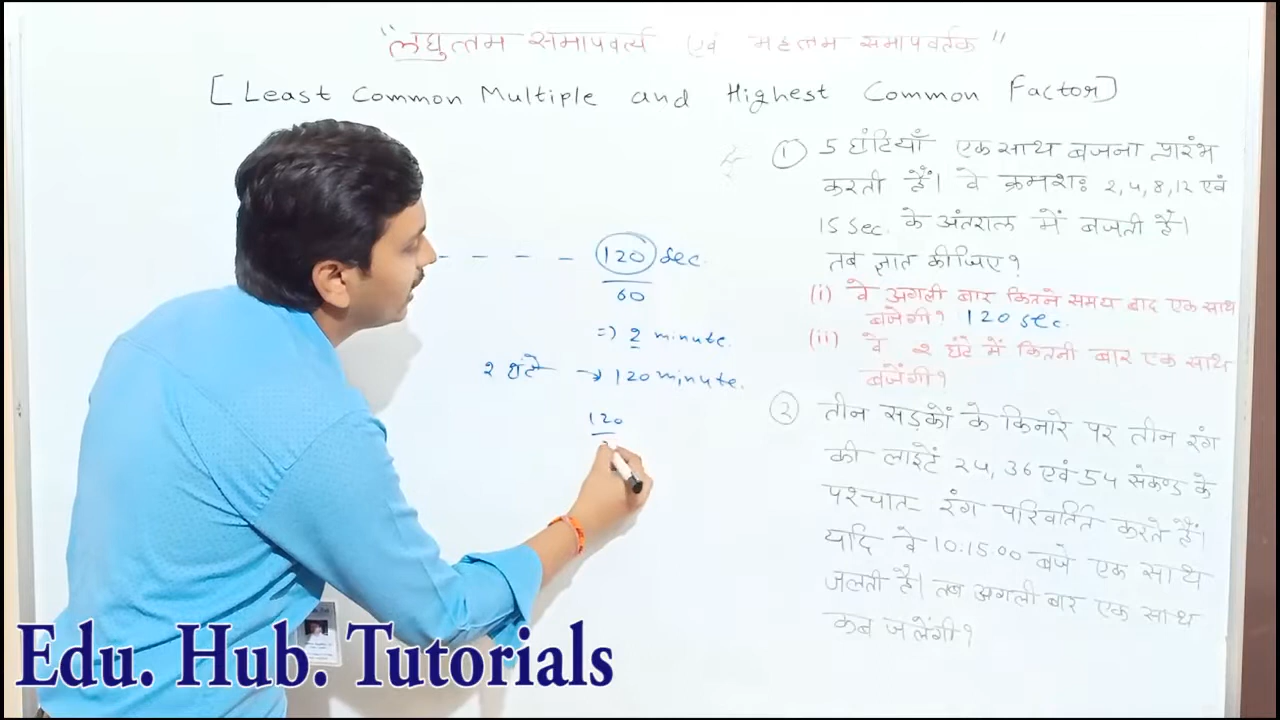 "लघुत्तम समापवर्त्य एवं महत्तम समापवर्तक"
[Least Common Multiple and Highest Common Factor]
- - - - 120 Sec.
60
=) 2 minute.
2 घंटे → 120 minute.
120
① 5 घंटियाँ एक साथ बजना प्रारंभ
करती हैं। वे क्रमशः 2, 4, 8, 12 एवं
15 Sec. के अंतराल में बजती हैं।
तब ज्ञात कीजिए?
(i) वे अगली बार कितने समय बाद एक साथ
बजेगी? 120 Sec.
(ii) वे २ घंटे में कितनी बार एक साथ
बजेंगी?
② तीन सड़कों के किनारे पर तीन रंग
की लाइटें 24, 36 एवं 54 सेकण्ड के
पश्चात् रंग परिवर्तित करते हैं।
यदि वे 10:15:00 बजे एक साथ
जलती है। तब अगली बार एक साथ
कब जलेंगी?
Edu. Hub. Tutorials